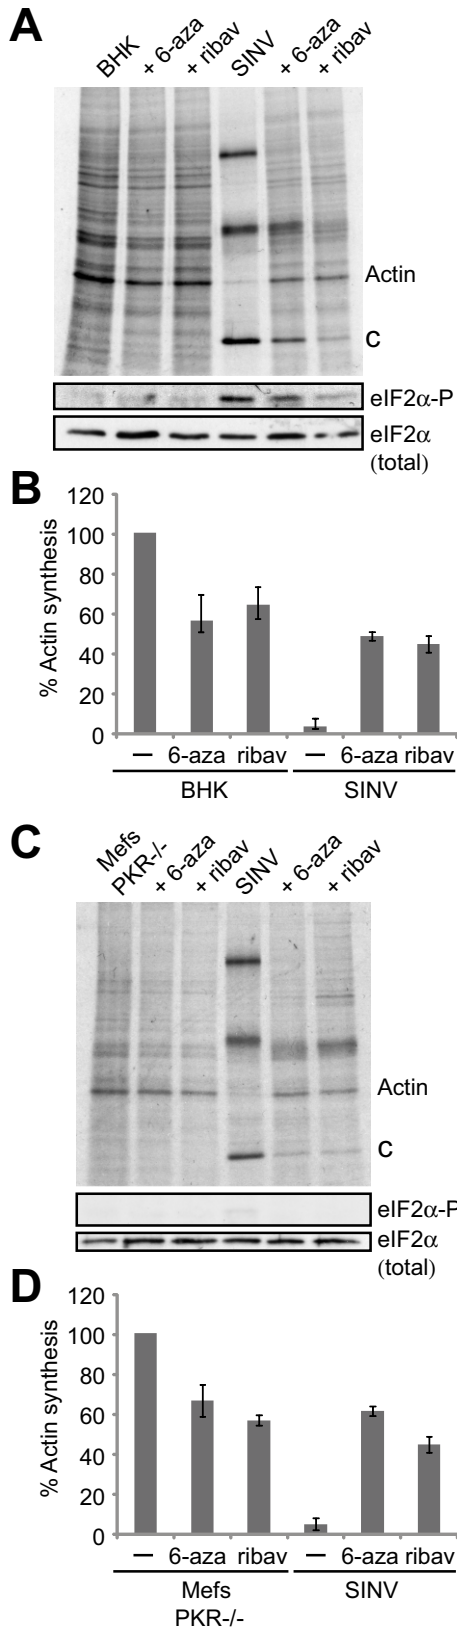 A
BHK
+ 6-aza
+ ribav
SINV
+ 6-aza
+ ribav
Actin
C
eIF2α-P
eIF2α
(total)
B
% Actin synthesis
120
100
80
60
40
20
0
— 6-aza ribav — 6-aza ribav
BHK SINV
C
Mefs
PKR-/-
+ 6-aza
+ ribav
SINV
+ 6-aza
+ ribav
Actin
C
eIF2α-P
eIF2α
(total)
D
% Actin synthesis
120
100
80
60
40
20
0
— 6-aza ribav — 6-aza ribav
Mefs SINV
PKR-/-